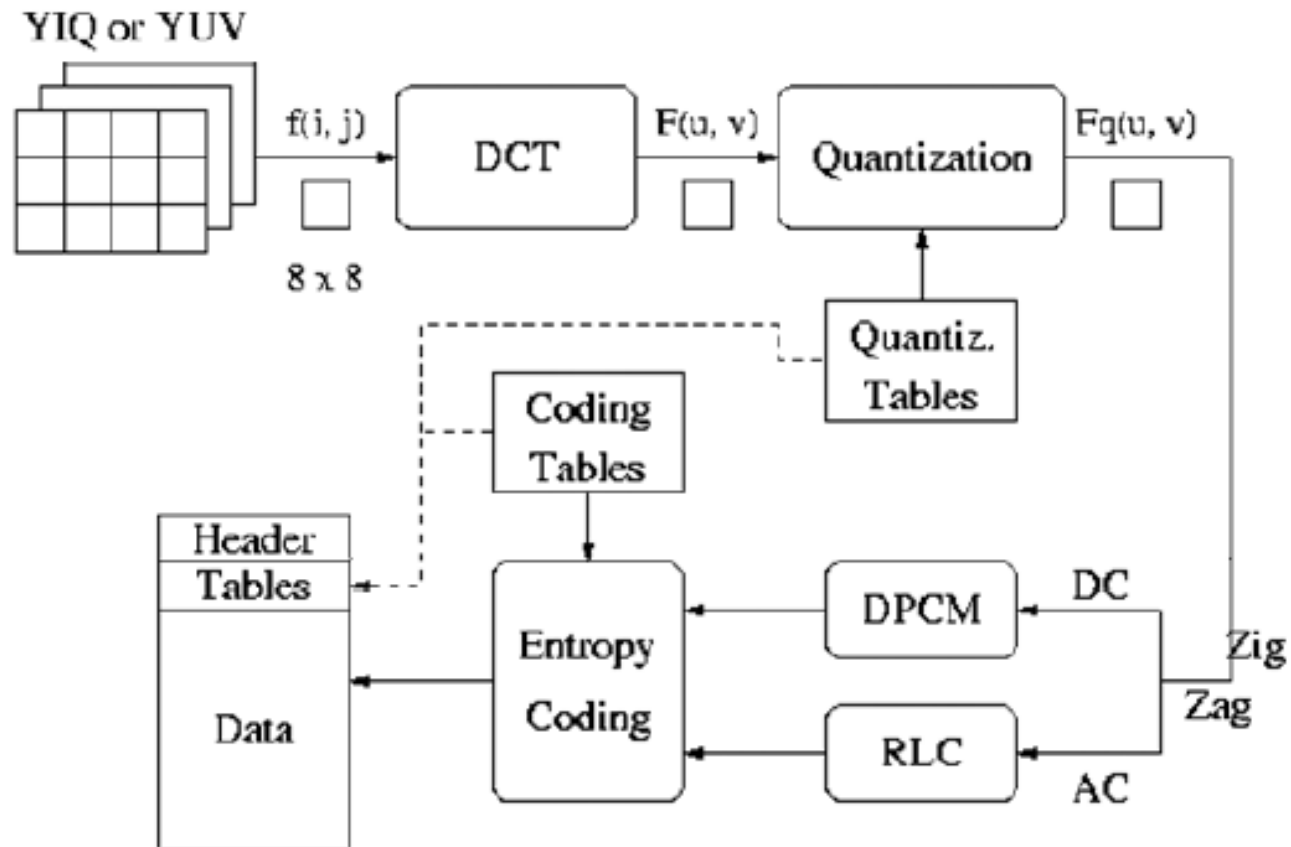 YIQ or YUV
f(i, j)
DCT
F(u, v)
Quantization
Fq(u, v)
8 x 8
Quantiz.
Tables
Coding
Tables
Header
Tables
Data
Entropy
Coding
DPCM
DC
Zig
Zag
RLC
AC